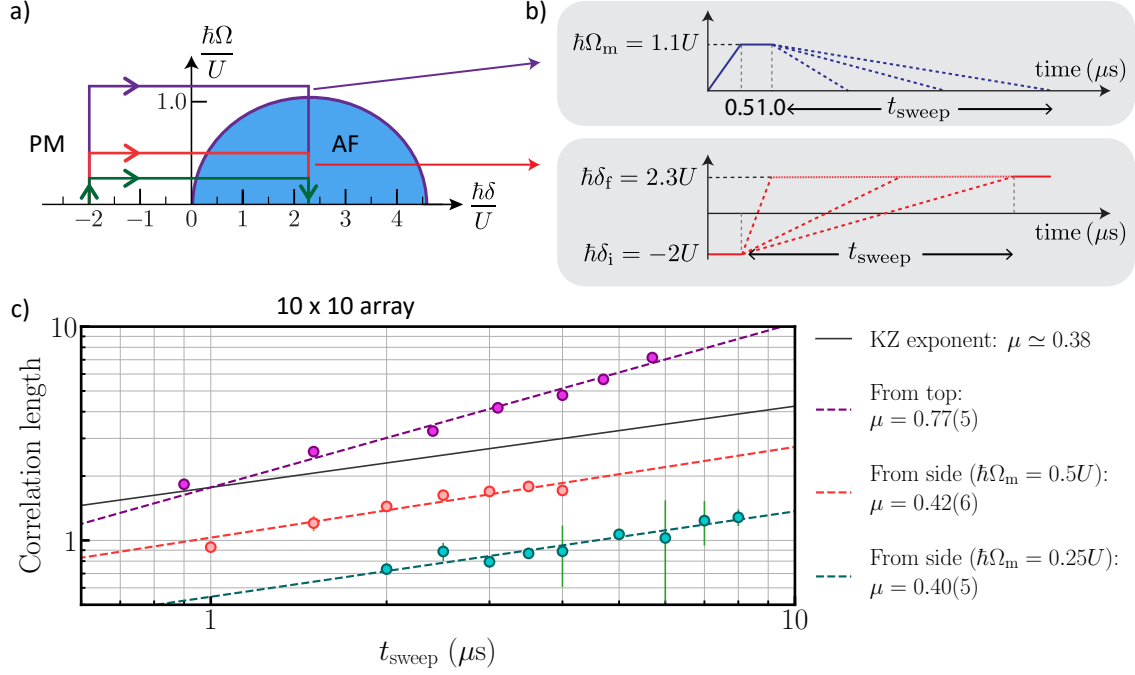 a)
ħΩ
U
1.0
PM
AF
−2
−1
0
1
2
3
4
ħδ
U
b)
ħΩm = 1.1U
time (μs)
0.5
1.0
tsweep
ħδf = 2.3U
time (μs)
ħδi = −2U
tsweep
c)
10 x 10 array
10
1
Correlation length
1
10
tsweep (μs)
KZ exponent: μ ≃ 0.38
From top:
μ = 0.77(5)
From side (ħΩm = 0.5U):
μ = 0.42(6)
From side (ħΩm = 0.25U):
μ = 0.40(5)